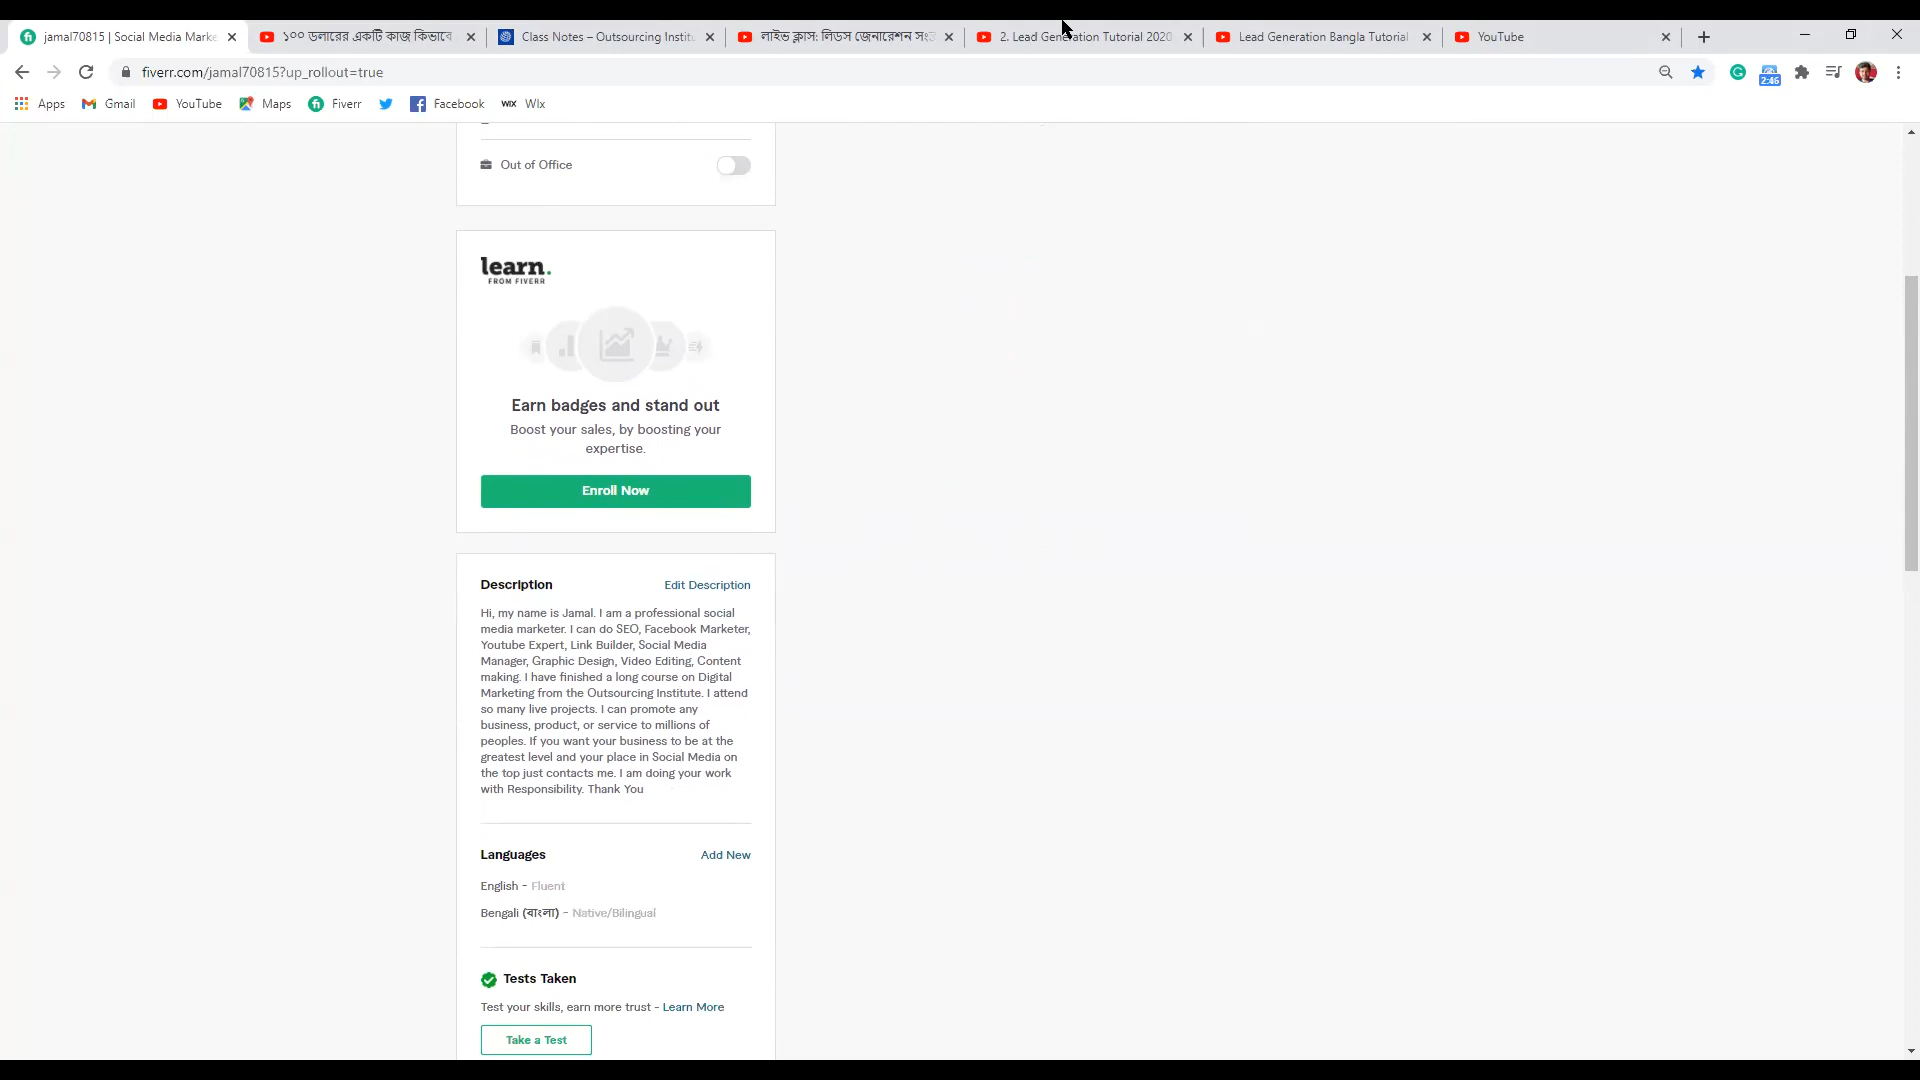 jamal70815 | Social Media Marke
১০০ ডলারের একটি কাজ কিভাবে
Class Notes – Outsourcing Institu
লাইভ ক্লাস: লিডস জেনারেশন সং
2. Lead Generation Tutorial 2020
Lead Generation Bangla Tutorial
YouTube
fiverr.com/jamal70815?up_rollout=true
2:46
Apps
Gmail
YouTube
Maps
Fiverr
Facebook
WIX WIx
Out of Office
learn.
FROM FIVERR
Earn badges and stand out
Boost your sales, by boosting your
expertise.
Enroll Now
Description Edit Description
Hi, my name is Jamal. I am a professional social
media marketer. I can do SEO, Facebook Marketer,
Youtube Expert, Link Builder, Social Media
Manager, Graphic Design, Video Editing, Content
making. I have finished a long course on Digital
Marketing from the Outsourcing Institute. I attend
so many live projects. I can promote any
business, product, or service to millions of
peoples. If you want your business to be at the
greatest level and your place in Social Media on
the top just contacts me. I am doing your work
with Responsibility. Thank You
Languages Add New
English - Fluent
Bengali (বাংলা) - Native/Bilingual
Tests Taken
Test your skills, earn more trust - Learn More
Take a Test